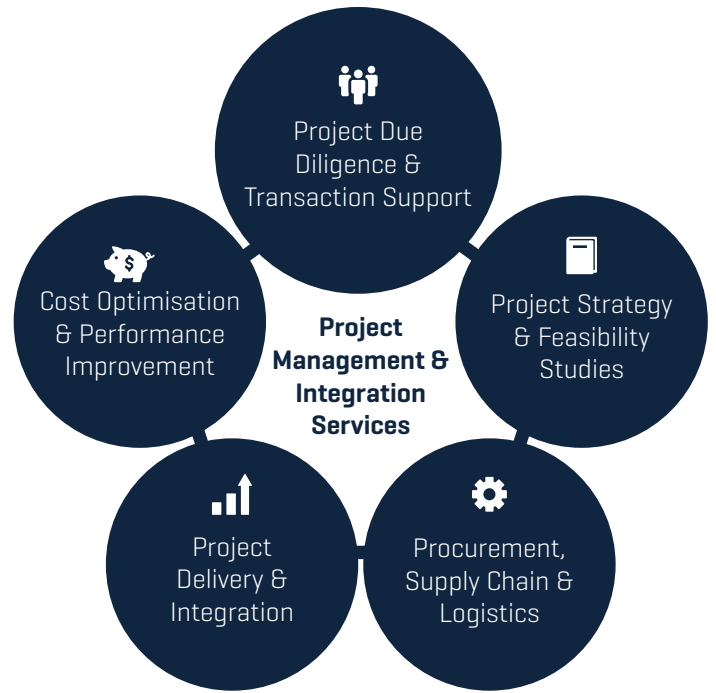 Project Due
Diligence &
Transaction Support
Cost Optimisation
& Performance
Improvement
Project
Management &
Integration
Services
Project Strategy
& Feasibility
Studies
Project
Delivery &
Integration
Procurement,
Supply Chain &
Logistics
$